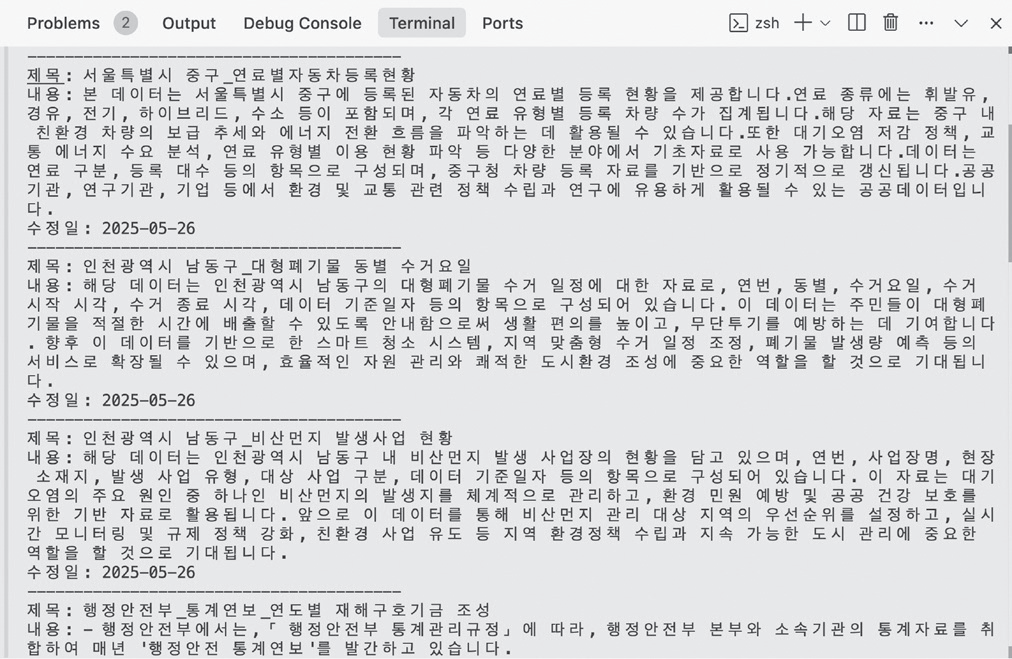 Problems 2 Output Debug Console Terminal Ports zsh
----------------------------------------
제목: 서울특별시 중구_연료별자동차등록현황
내용: 본 데이터는 서울특별시 중구에 등록된 자동차의 연료별 등록 현황을 제공합니다.연료 종류에는 휘발유,
경유, 전기, 하이브리드, 수소 등이 포함되며, 각 연료 유형별 등록 차량 수가 집계됩니다.해당 자료는 중구 내
친환경 차량의 보급 추세와 에너지 전환 흐름을 파악하는 데 활용될 수 있습니다.또한 대기오염 저감 정책, 교
통 에너지 수요 분석, 연료 유형별 이용 현황 파악 등 다양한 분야에서 기초자료로 사용 가능합니다.데이터는
연료 구분, 등록 대수 등의 항목으로 구성되며, 중구청 차량 등록 자료를 기반으로 정기적으로 갱신됩니다.공공
기관, 연구기관, 기업 등에서 환경 및 교통 관련 정책 수립과 연구에 유용하게 활용될 수 있는 공공데이터입니
다.
수정일: 2025-05-26
----------------------------------------
제목: 인천광역시 남동구_대형폐기물 동별 수거요일
내용: 해당 데이터는 인천광역시 남동구의 대형폐기물 수거 일정에 대한 자료로, 연번, 동별, 수거요일, 수거
시작 시각, 수거 종료 시각, 데이터 기준일자 등의 항목으로 구성되어 있습니다. 이 데이터는 주민들이 대형폐
기물을 적절한 시간에 배출할 수 있도록 안내함으로써 생활 편의를 높이고, 무단투기를 예방하는 데 기여합니다
. 향후 이 데이터를 기반으로 한 스마트 청소 시스템, 지역 맞춤형 수거 일정 조정, 폐기물 발생량 예측 등의
서비스로 확장될 수 있으며, 효율적인 자원 관리와 쾌적한 도시환경 조성에 중요한 역할을 할 것으로 기대됩니
다.
수정일: 2025-05-26
----------------------------------------
제목: 인천광역시 남동구_비산먼지 발생사업 현황
내용: 해당 데이터는 인천광역시 남동구 내 비산먼지 발생 사업장의 현황을 담고 있으며, 연번, 사업장명, 현장
소재지, 발생 사업 유형, 대상 사업 구분, 데이터 기준일자 등의 항목으로 구성되어 있습니다. 이 자료는 대기
오염의 주요 원인 중 하나인 비산먼지의 발생지를 체계적으로 관리하고, 환경 민원 예방 및 공공 건강 보호를
위한 기반 자료로 활용됩니다. 앞으로 이 데이터를 통해 비산먼지 관리 대상 지역의 우선순위를 설정하고, 실시
간 모니터링 및 규제 정책 강화, 친환경 사업 유도 등 지역 환경정책 수립과 지속 가능한 도시 관리에 중요한
역할을 할 것으로 기대됩니다.
수정일: 2025-05-26
----------------------------------------
제목: 행정안전부_통계연보_연도별 재해구호기금 조성
내용: - 행정안전부에서는,「 행정안전부 통계관리규정」에 따라, 행정안전부 본부와 소속기관의 통계자료를 취
합하여 매년 '행정안전 통계연보'를 발간하고 있습니다.